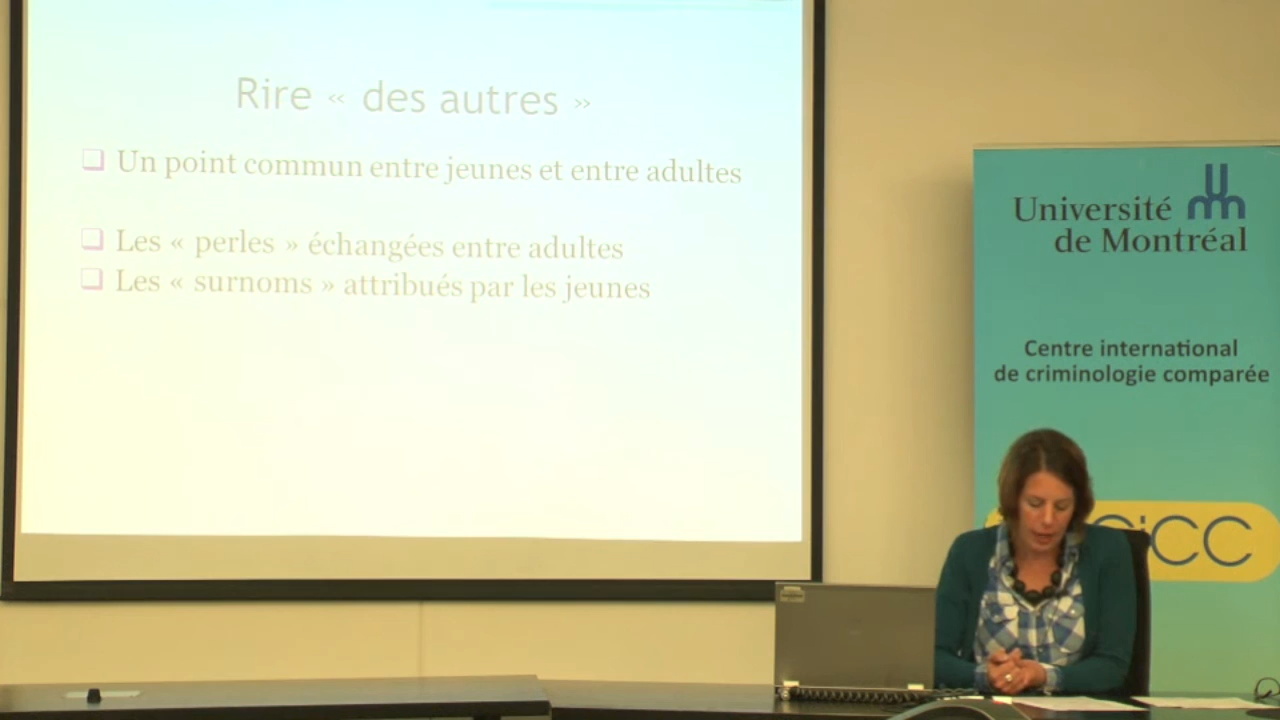 Rire « des autres »
Un point commun entre jeunes et entre adultes
Les « perles » échangées entre adultes
Les « surnoms » attribués par les jeunes
Université
de Montréal
Centre international
de criminologie comparée
CiCC